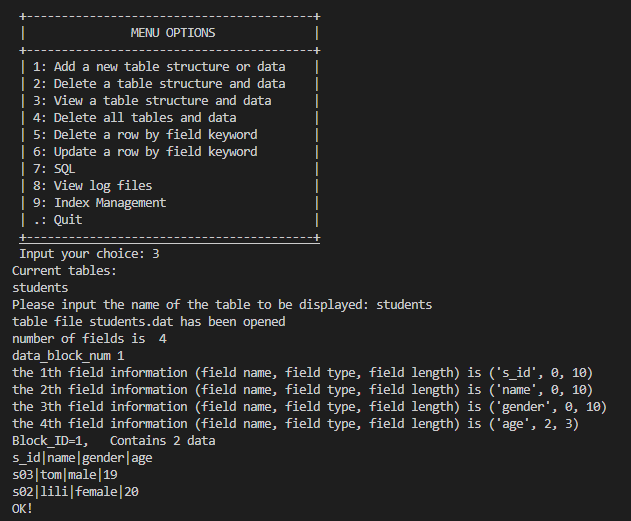 +-----------------------------------------+
|               MENU OPTIONS              |
+-----------------------------------------+
| 1: Add a new table structure or data    |
| 2: Delete a table structure and data    |
| 3: View a table structure and data      |
| 4: Delete all tables and data           |
| 5: Delete a row by field keyword        |
| 6: Update a row by field keyword        |
| 7: SQL                                  |
| 8: View log files                       |
| 9: Index Management                     |
| .: Quit                                 |
+-----------------------------------------+
Input your choice: 3
Current tables:
students
Please input the name of the table to be displayed: students
table file students.dat has been opened
number of fields is  4
data_block_num 1
the 1th field information (field name, field type, field length) is ('s_id', 0, 10)
the 2th field information (field name, field type, field length) is ('name', 0, 10)
the 3th field information (field name, field type, field length) is ('gender', 0, 10)
the 4th field information (field name, field type, field length) is ('age', 2, 3)
Block_ID=1,   Contains 2 data
s_id|name|gender|age
s03|tom|male|19
s02|lili|female|20
OK!